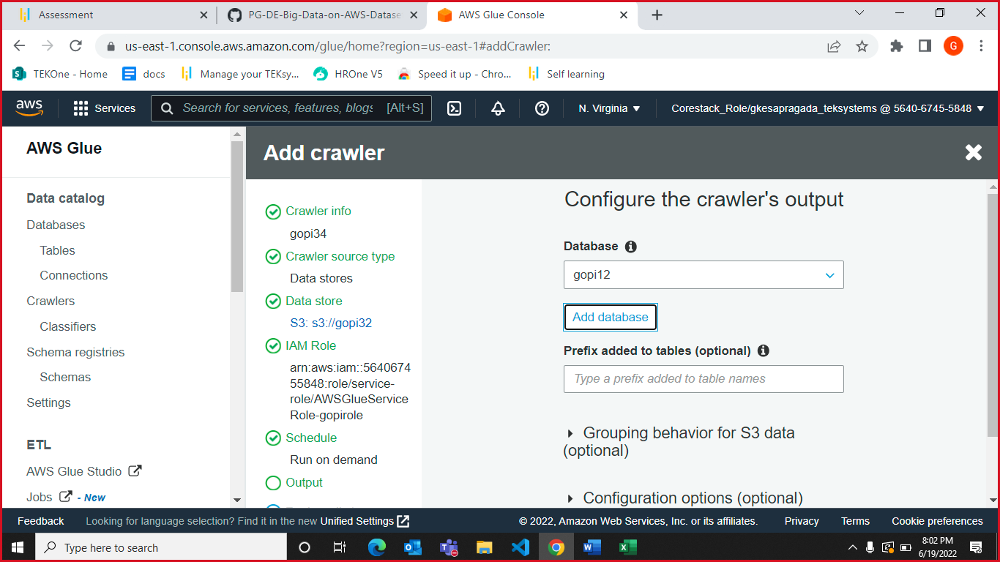 Assessment
PG-DE-Big-Data-on-AWS-Datase
AWS Glue Console
us-east-1.console.aws.amazon.com/glue/home?region=us-east-1#addCrawler:
G
TEKOne - Home
docs
Manage your TEKsy...
HROne V5
Speed it up - Chro...
Self learning
aws
Services
Search for services, features, blogs
[Alt+S]
N. Virginia
Corestack_Role/gkesapragada_teksystems @ 5640-6745-5848
AWS Glue
Data catalog
Databases
Tables
Connections
Crawlers
Classifiers
Schema registries
Schemas
Settings
ETL
AWS Glue Studio
Jobs - New
Add crawler
Crawler info
gopi34
Crawler source type
Data stores
Data store
S3: s3://gopi32
IAM Role
arn:aws:iam::5640674
55848:role/service-
role/AWSGlueService
Role-gopirole
Schedule
Run on demand
Output
Configure the crawler's output
Database
gopi12
Add database
Prefix added to tables (optional)
Type a prefix added to table names
Grouping behavior for S3 data
(optional)
Configuration options (optional)
Feedback
Looking for language selection? Find it in the new Unified Settings
© 2022, Amazon Web Services, Inc. or its affiliates.
Privacy
Terms
Cookie preferences
Type here to search
8:02 PM
6/19/2022